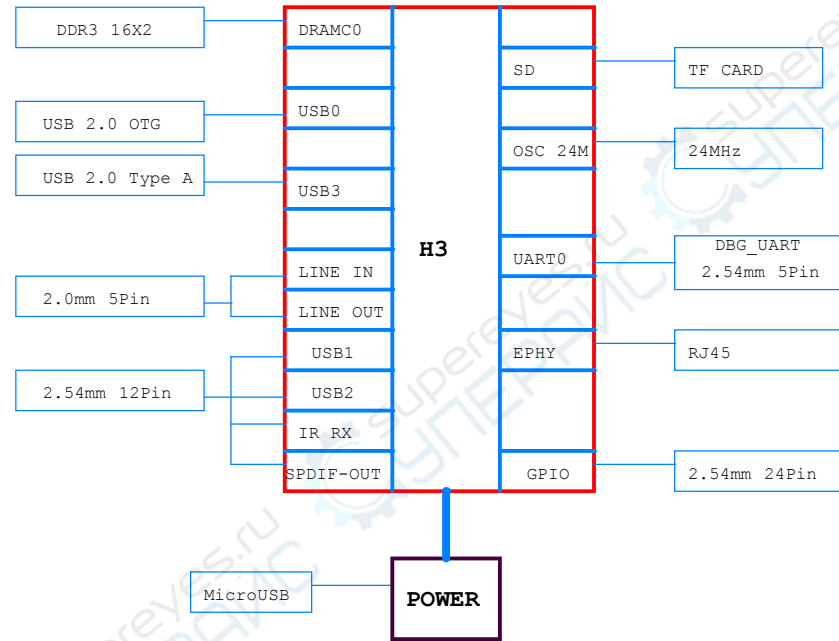 DDR3 16X2
USB 2.0 OTG
USB 2.0 Type A
2.0mm 5Pin
2.54mm 12Pin
DRAMC0
USB0
USB3
LINE IN
LINE OUT
USB1
USB2
IR RX
SPDIF-OUT
H3
SD
OSC 24M
UART0
EPHY
GPIO
TF CARD
24MHz
DBG_UART
2.54mm 5Pin
RJ45
2.54mm 24Pin
MicroUSB
POWER
supereyes.ru
СУПЕРАЙС